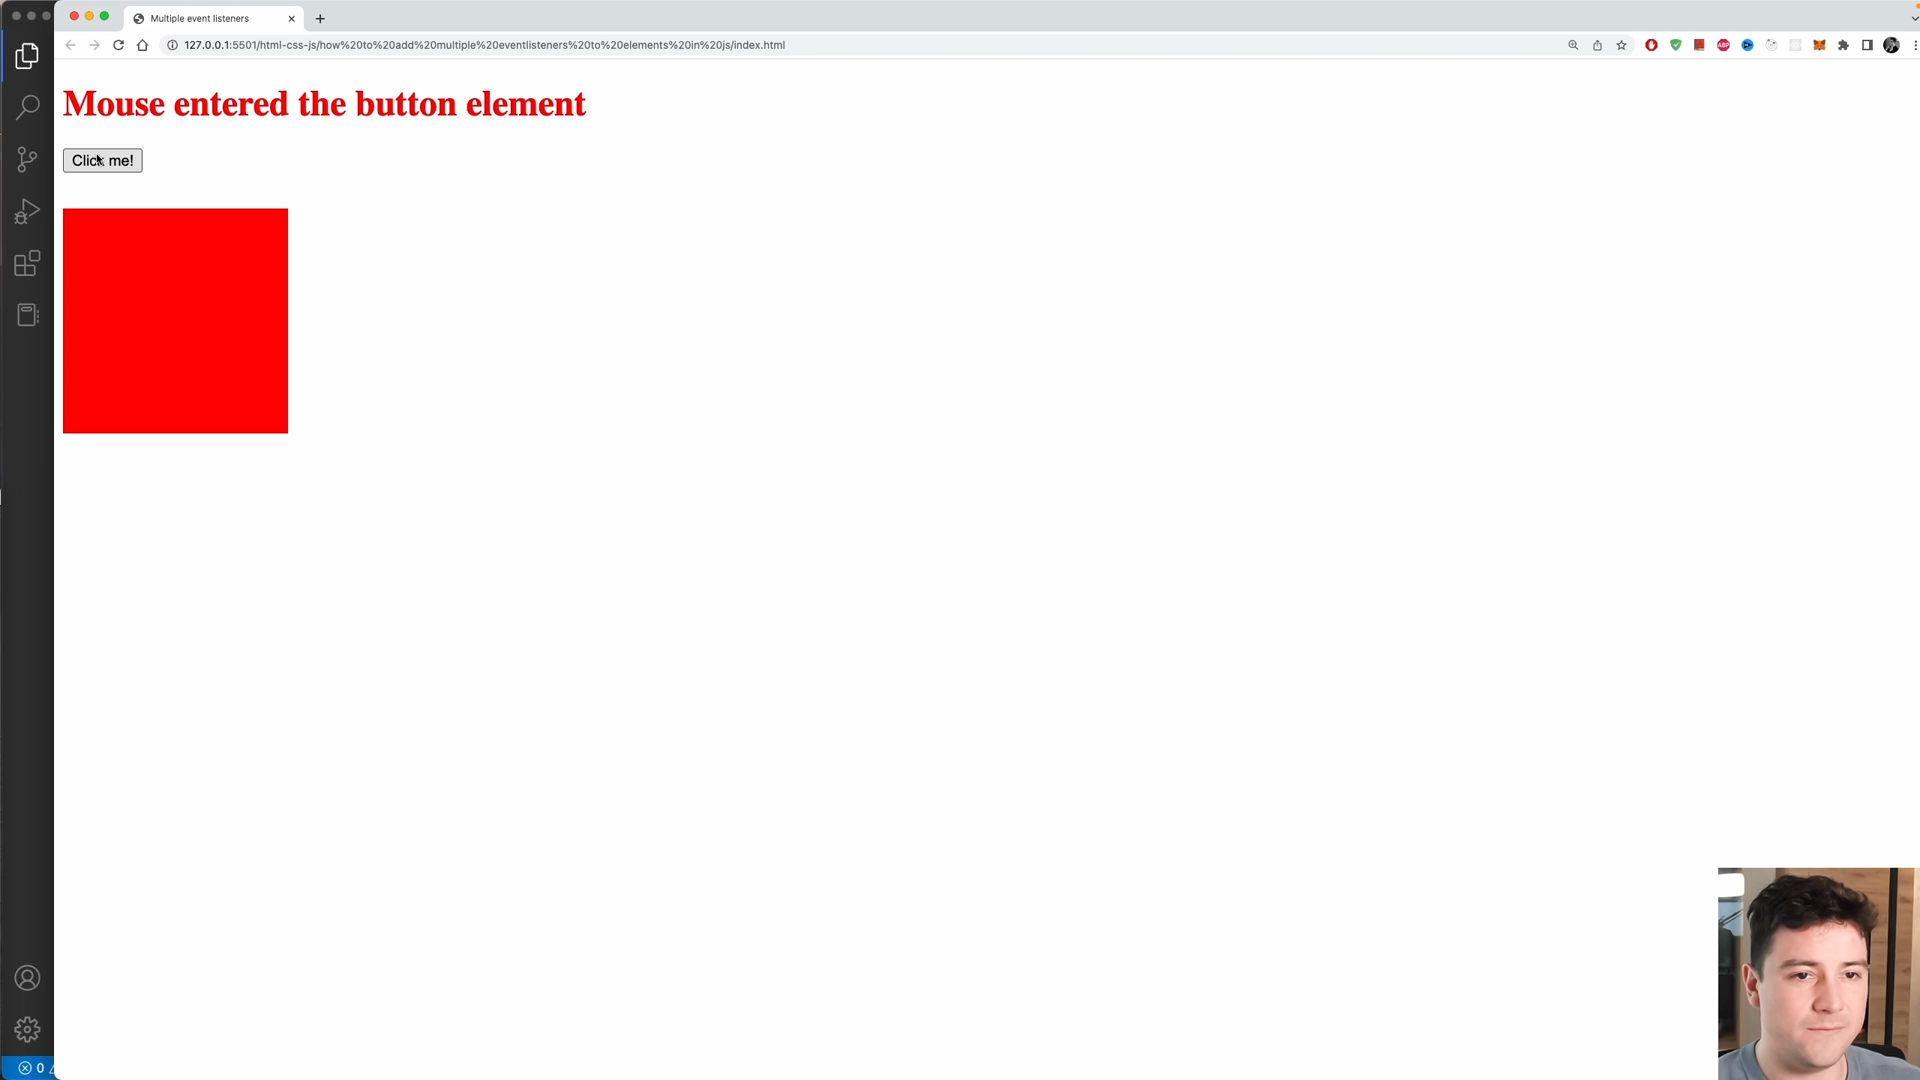 Multiple event listeners
127.0.0.1:5501/html-css-js/how%20to%20add%20multiple%20eventlisteners%20to%20elements%20in%20js/index.html
ABP
Mouse entered the button element
Click me!
0